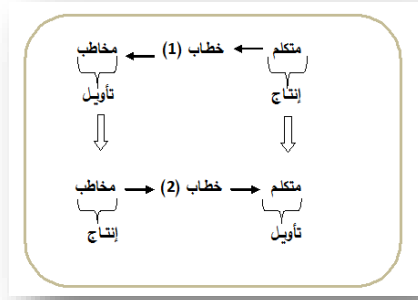 متكلم خطاب (1) مخاطب
إنتاج تأويل
مخاطب خطاب (2) متكلم
إنتاج تأويل